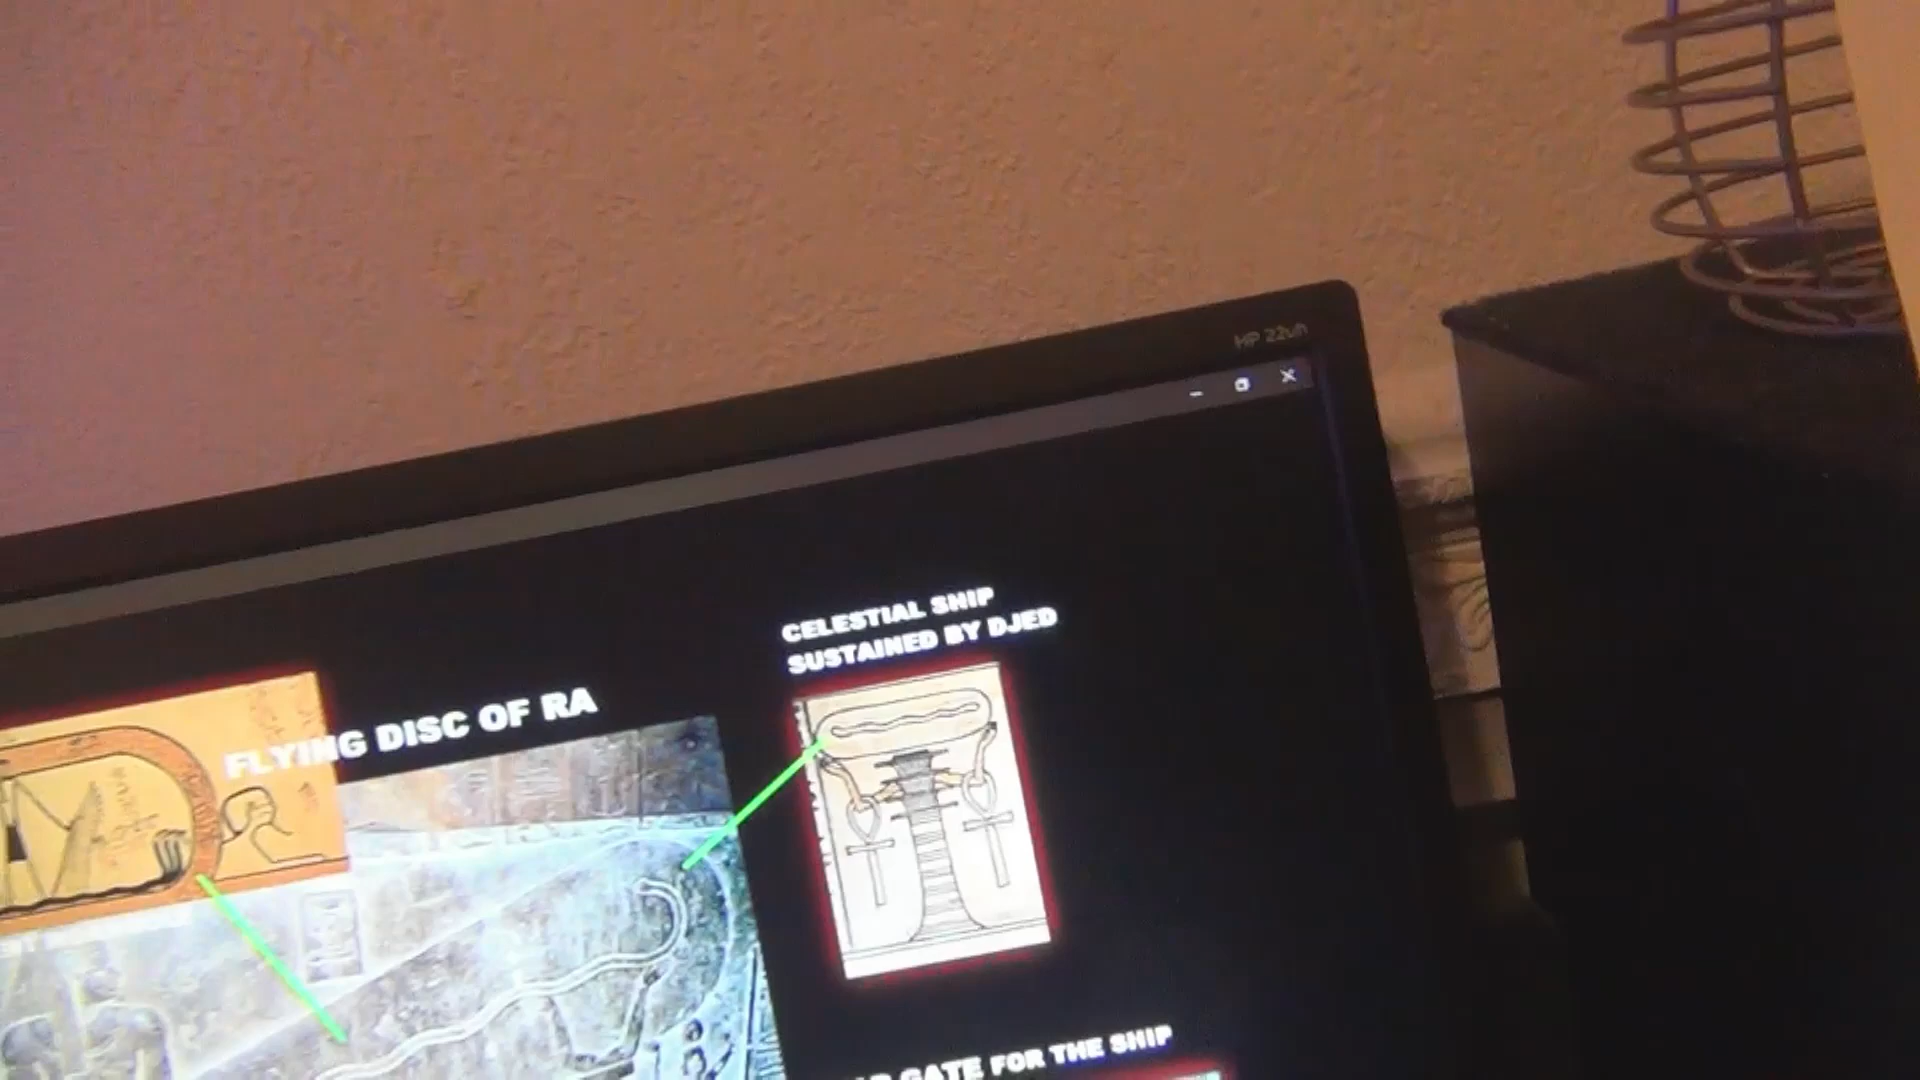 HP 22vh
CELESTIAL SHIP
SUSTAINED BY DJED
FLYING DISC OF RA
GATE FOR THE SHIP